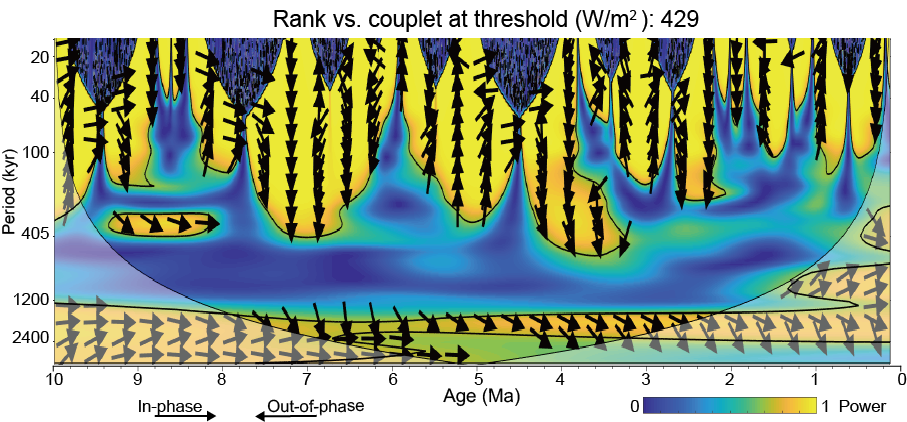 Rank vs. couplet at threshold (W/m²): 429
Period (kyr)
20
40
100
405
1200
2400
10 9 8 7 6 5 4 3 2 1 0
Age (Ma)
In-phase Out-of-phase
0 1 Power